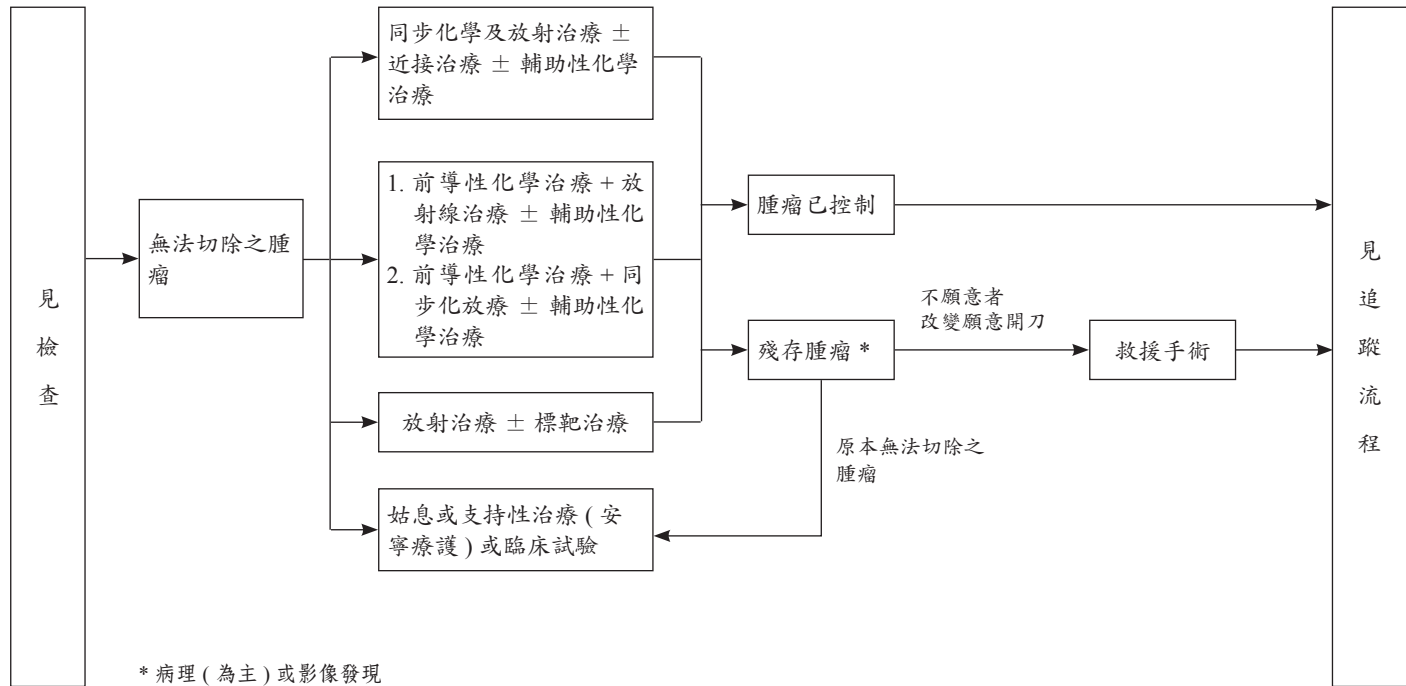 見
檢
查
無法切除之腫
瘤
同步化學及放射治療 ±
近接治療 ± 輔助性化學
治療
1. 前導性化學治療 + 放
射線治療 ± 輔助性化
學治療
2. 前導性化學治療 + 同
步化放療 ± 輔助性化
學治療
放射治療 ± 標靶治療
姑息或支持性治療 ( 安
寧療護 ) 或臨床試驗
腫瘤已控制
殘存腫瘤 *
不願意者
改變願意開刀
救援手術
原本無法切除之
腫瘤
見
追
蹤
流
程
* 病理 ( 為主 ) 或影像發現